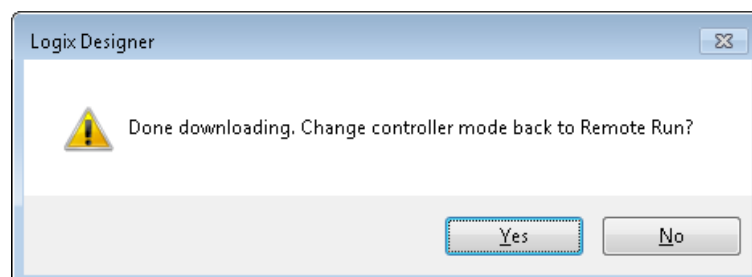 Logix Designer
Done downloading. Change controller mode back to Remote Run?
Yes No